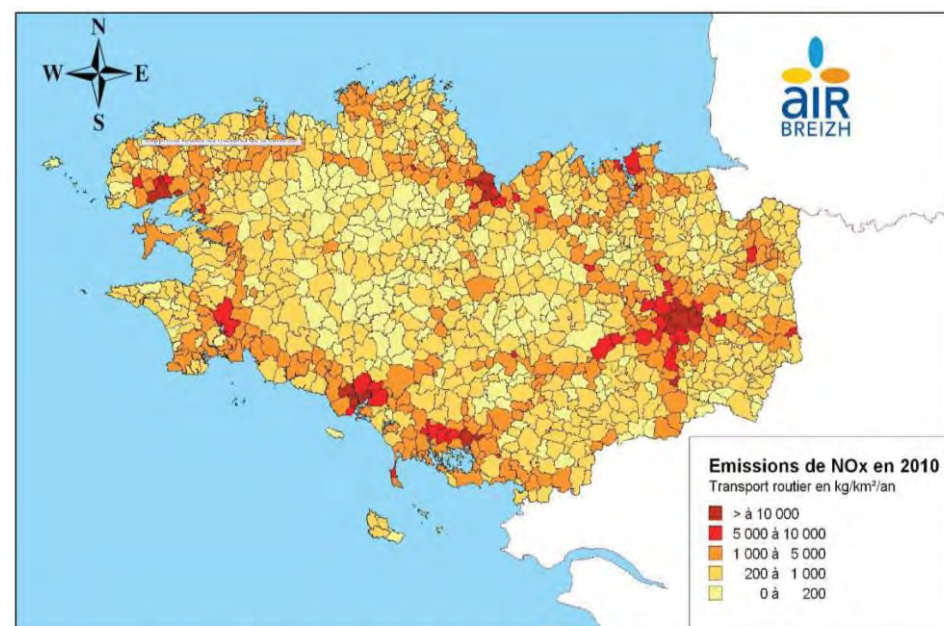 N
W E
S
aiR
BREIZH
Emissions de NOx en 2010
Transport routier en kg/km²/an
> à 10 000
5 000 à 10 000
1 000 à 5 000
200 à 1 000
0 à 200